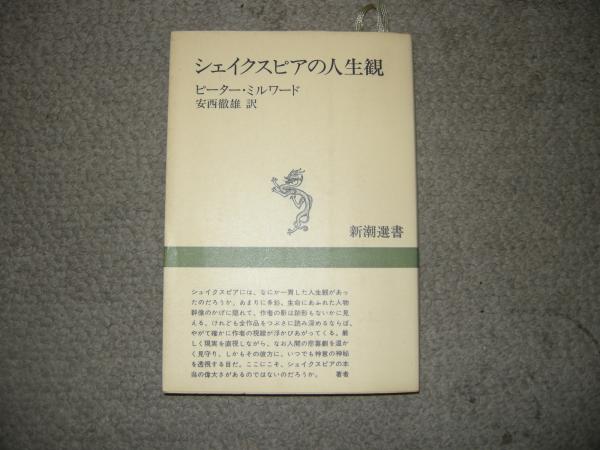 シェイクスピアの人生観
ピーター・ミルワード
安西徹雄 訳
新潮選書
シェイクスピアには、なにか一貫した人生観があっ
たのだろうか。あまりに多彩、生命にあふれた人物
群像のかげに隠れて、作者の影は跡形もないかに見
える。けれども全作品をつぶさに読み深めるならば、
やがて確かに作者の視線が浮かびあがってくる。厳
しく現実を直視しながら、なお人間の悲喜劇を温か
く見守り、しかもその彼方に、いつでも神意の神秘
を透視する目だ。ここにこそ、シェイクスピアの本
当の偉大さがあるのではないのだろうか。 著者